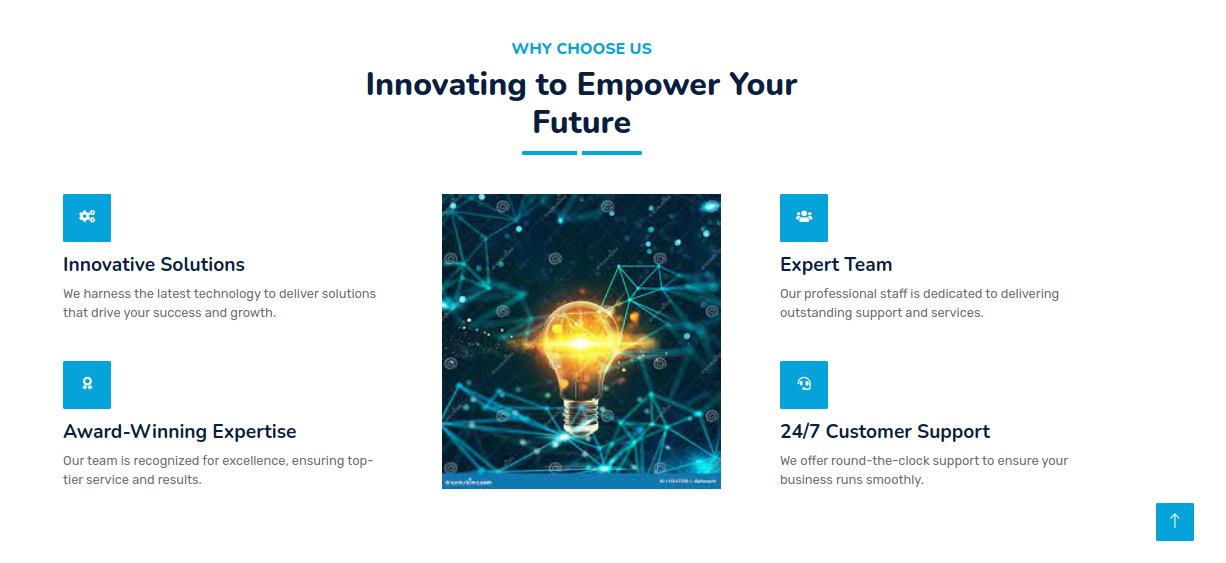 WHY CHOOSE US
Innovating to Empower Your
Future
Innovative Solutions
We harness the latest technology to deliver solutions
that drive your success and growth.
Award-Winning Expertise
Our team is recognized for excellence, ensuring top-
tier service and results.
dreamstime.com
Expert Team
Our professional staff is dedicated to delivering
outstanding support and services.
24/7 Customer Support
We offer round-the-clock support to ensure your
business runs smoothly.